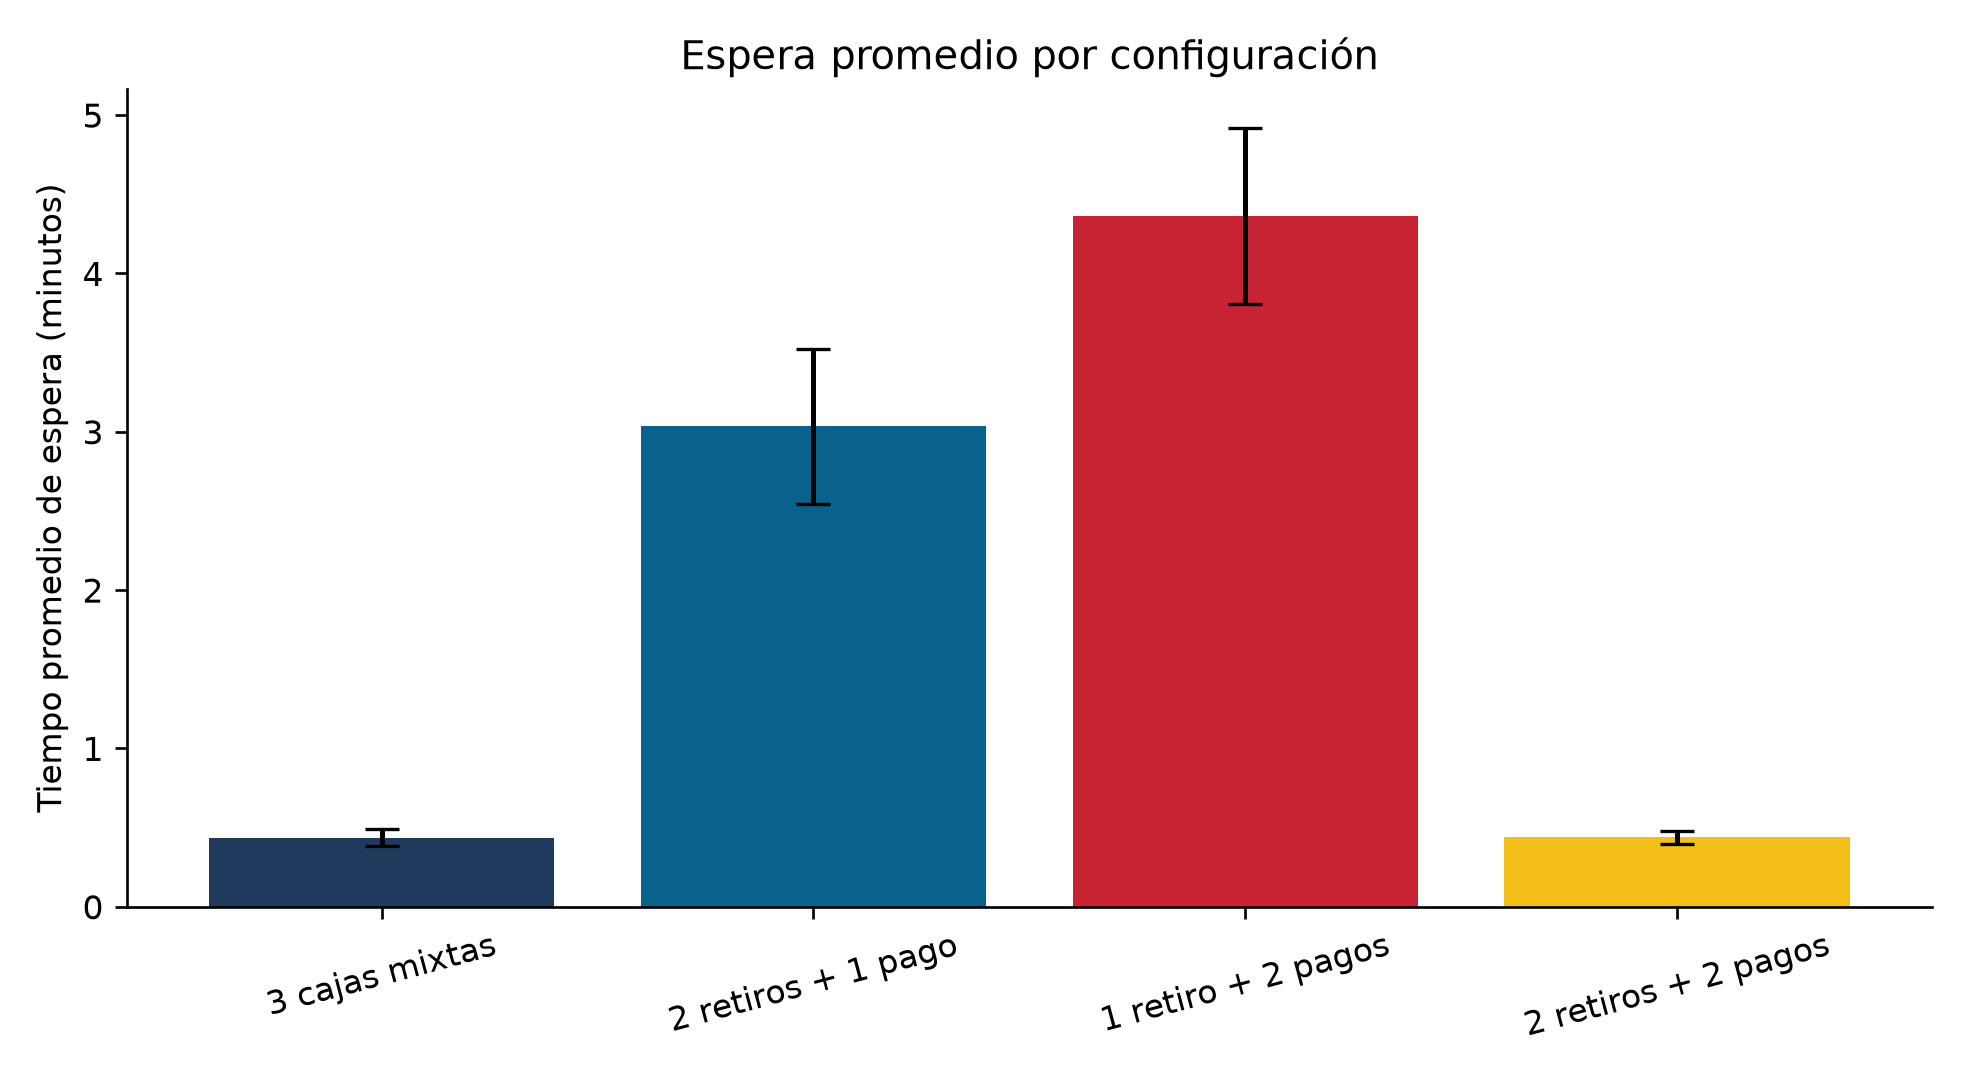 Espera promedio por configuración
Tiempo promedio de espera (minutos)
5
4
3
2
1
0
3 cajas mixtas
2 retiros + 1 pago
1 retiro + 2 pagos
2 retiros + 2 pagos